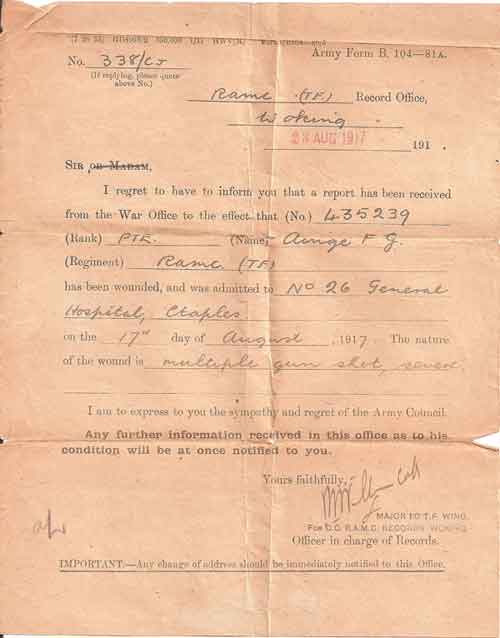 Army Form B. 104—81A.
No. 338/CJ
(If replying, please quote
above No.)
RAMC (TF) Record Office,
Woking
28 AUG 1917 191
SIR OR MADAM,
I regret to have to inform you that a report has been received
from the War Office to the effect that (No.) 435239
(Rank) PTE. (Name) Ainge F G.
(Regiment) RAMC (TF)
has been wounded, and was admitted to No 26 General
Hospital, Etaples
on the 17th day of August, 1917. The nature
of the wound is multiple gun shot, severe.
I am to express to you the sympathy and regret of the Army Council.
Any further information received in this office as to his
condition will be at once notified to you.
Yours faithfully,
MAJOR I/C T.F. WING,
FOR O.C. R.A.M.C. RECORDS WOKING.
Officer in charge of Records.
IMPORTANT.—Any change of address should be immediately notified to this Office.